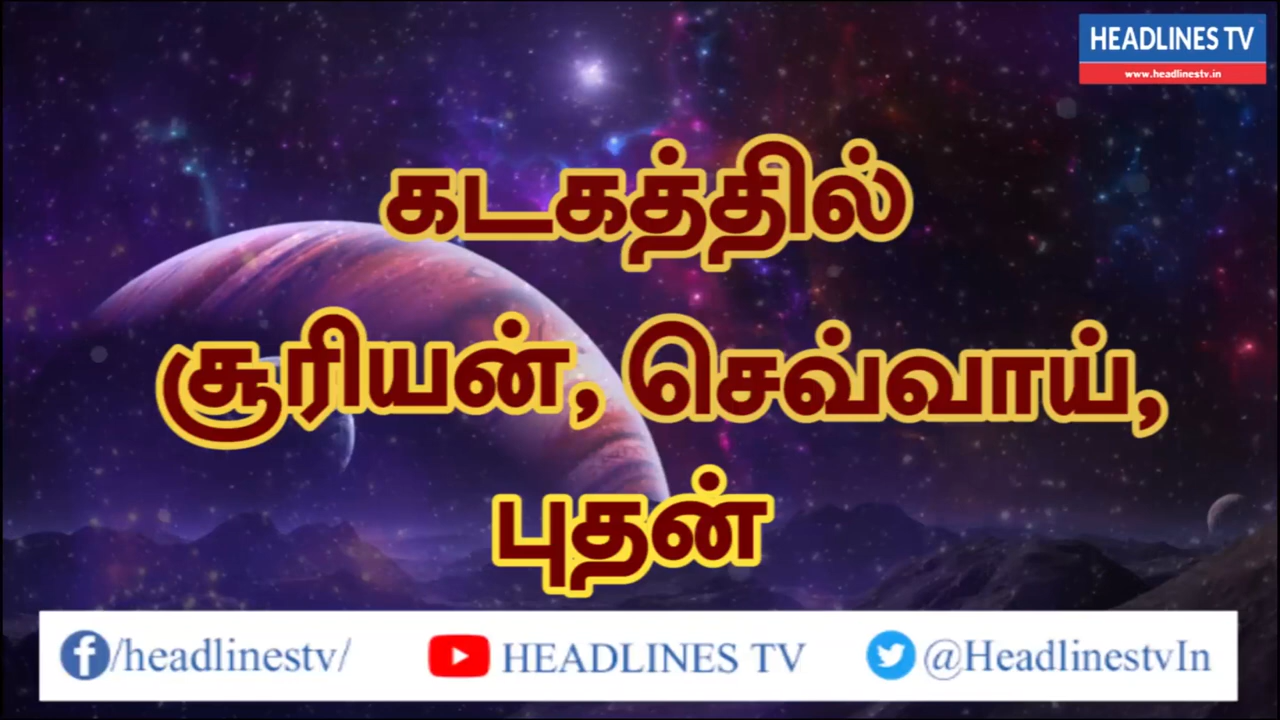 HEADLINES TV
www.headlinestv.in
கடகத்தில்
சூரியன், செவ்வாய்,
புதன்
/headlinestv/ HEADLINES TV @HeadlinestvIn